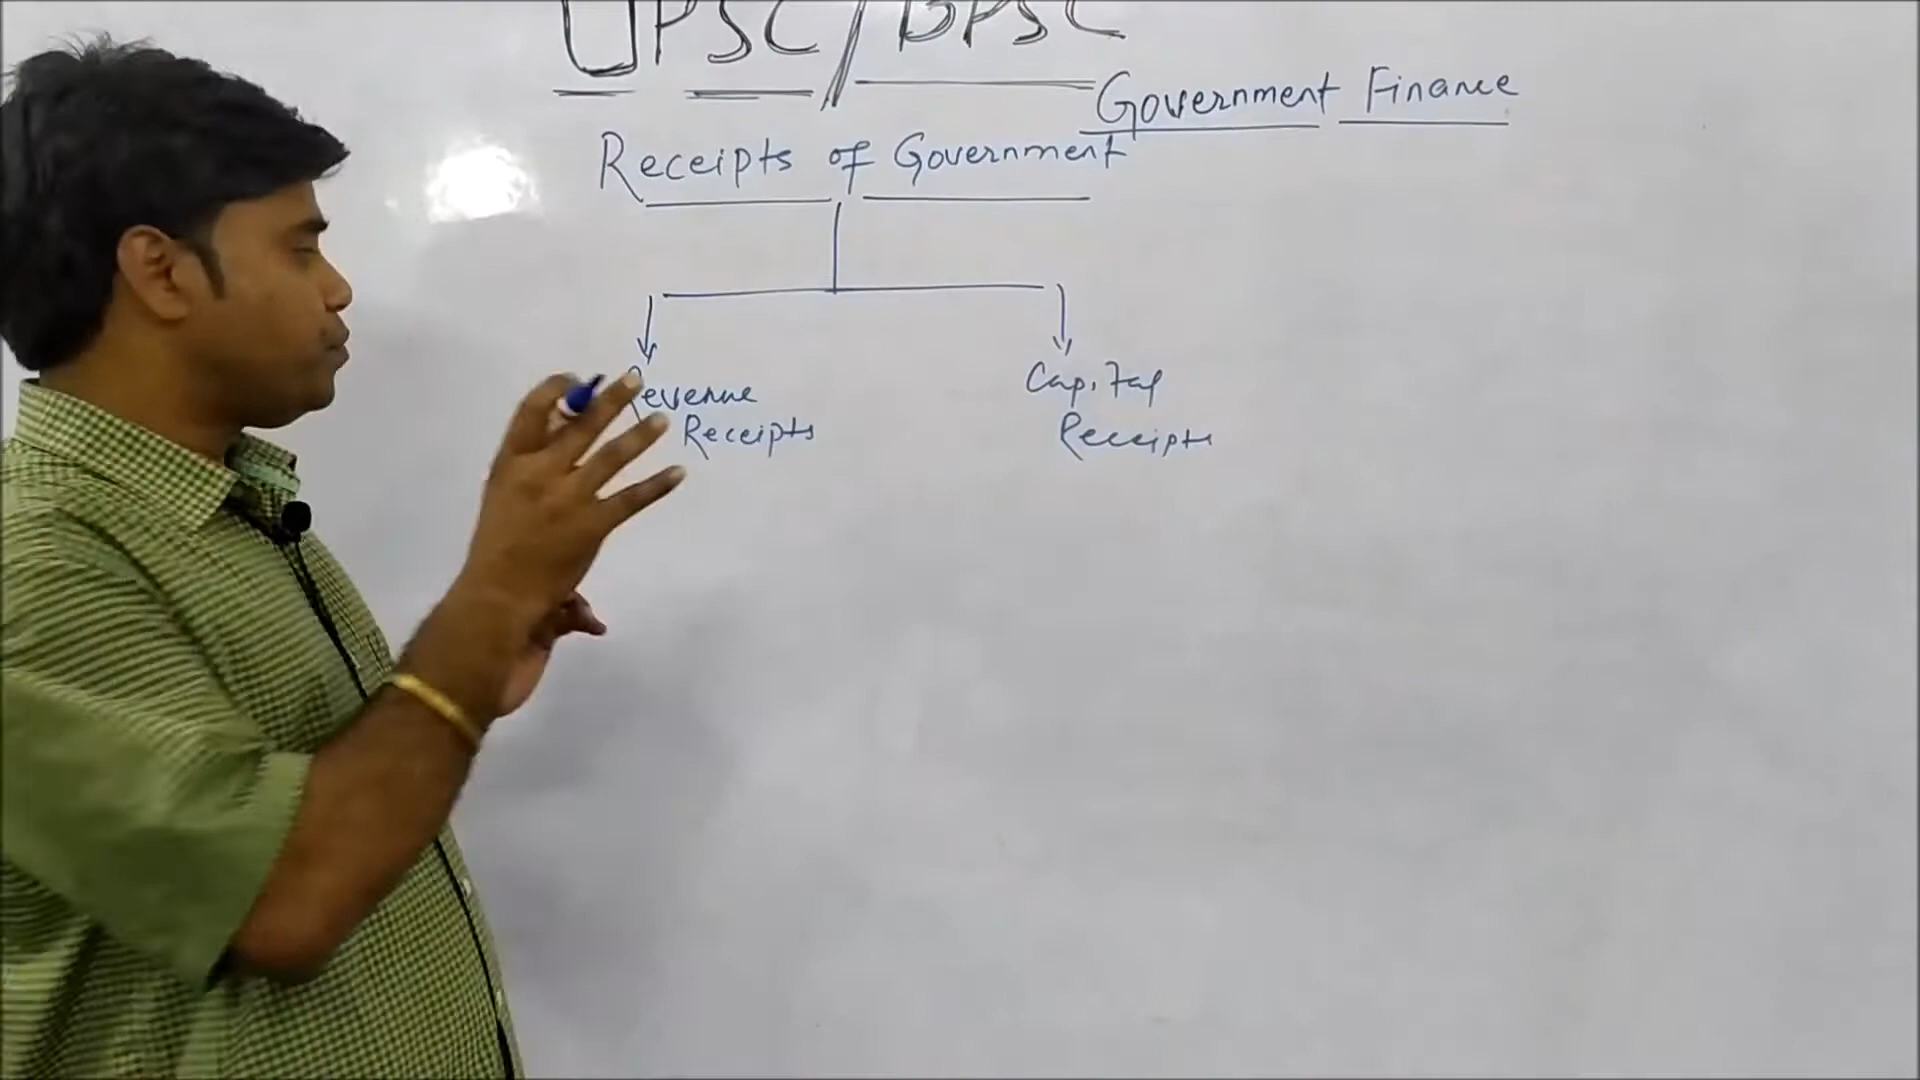 UPSC/BPSC
Government Finance
Receipts of Government
Revenue
Receipts
Capital
Receipts